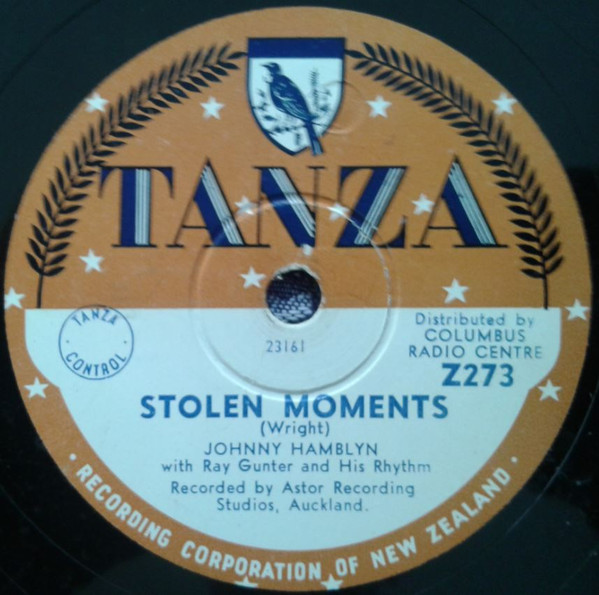 TANZA
TANZA CONTROL.
23161
Distributed by
COLUMBUS
RADIO CENTRE
Z273
STOLEN MOMENTS
(Wright)
JOHNNY HAMBLYN
with Ray Gunter and His Rhythm
Recorded by Astor Recording
Studios, Auckland.
· RECORDING CORPORATION OF NEW ZEALAND ·